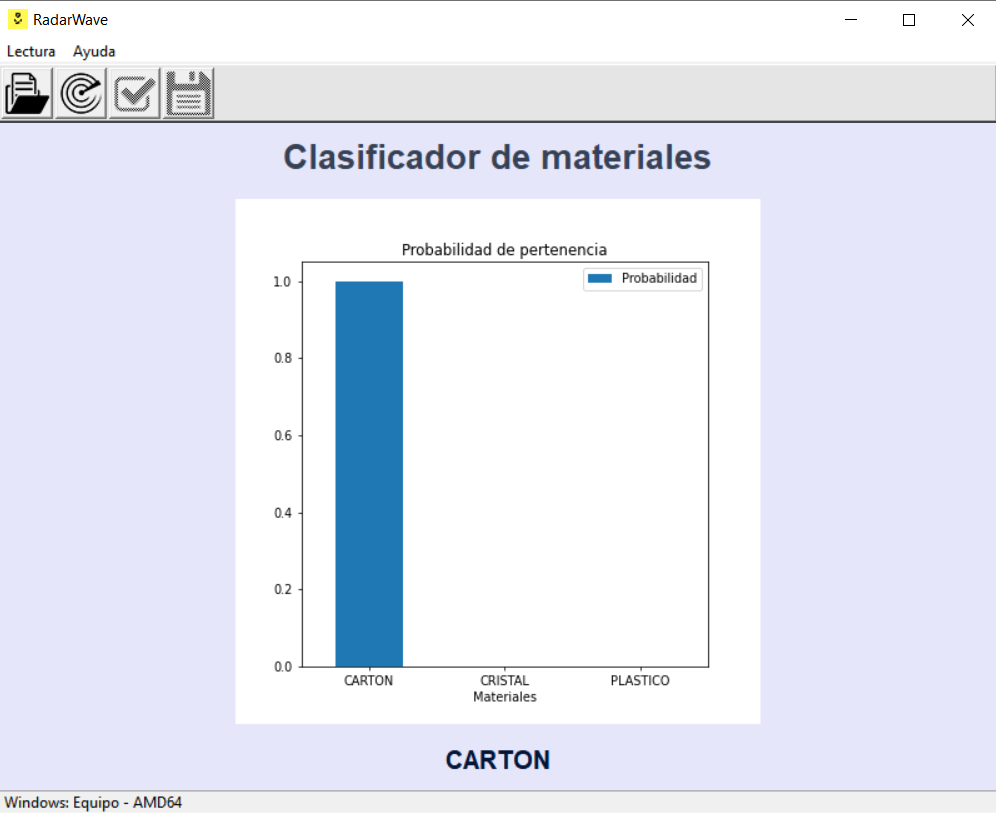 RadarWave
Lectura Ayuda
Clasificador de materiales
Probabilidad de pertenencia
Probabilidad
1.0
0.8
0.6
0.4
0.2
0.0
CARTON CRISTAL PLASTICO
Materiales
CARTON
Windows: Equipo - AMD64